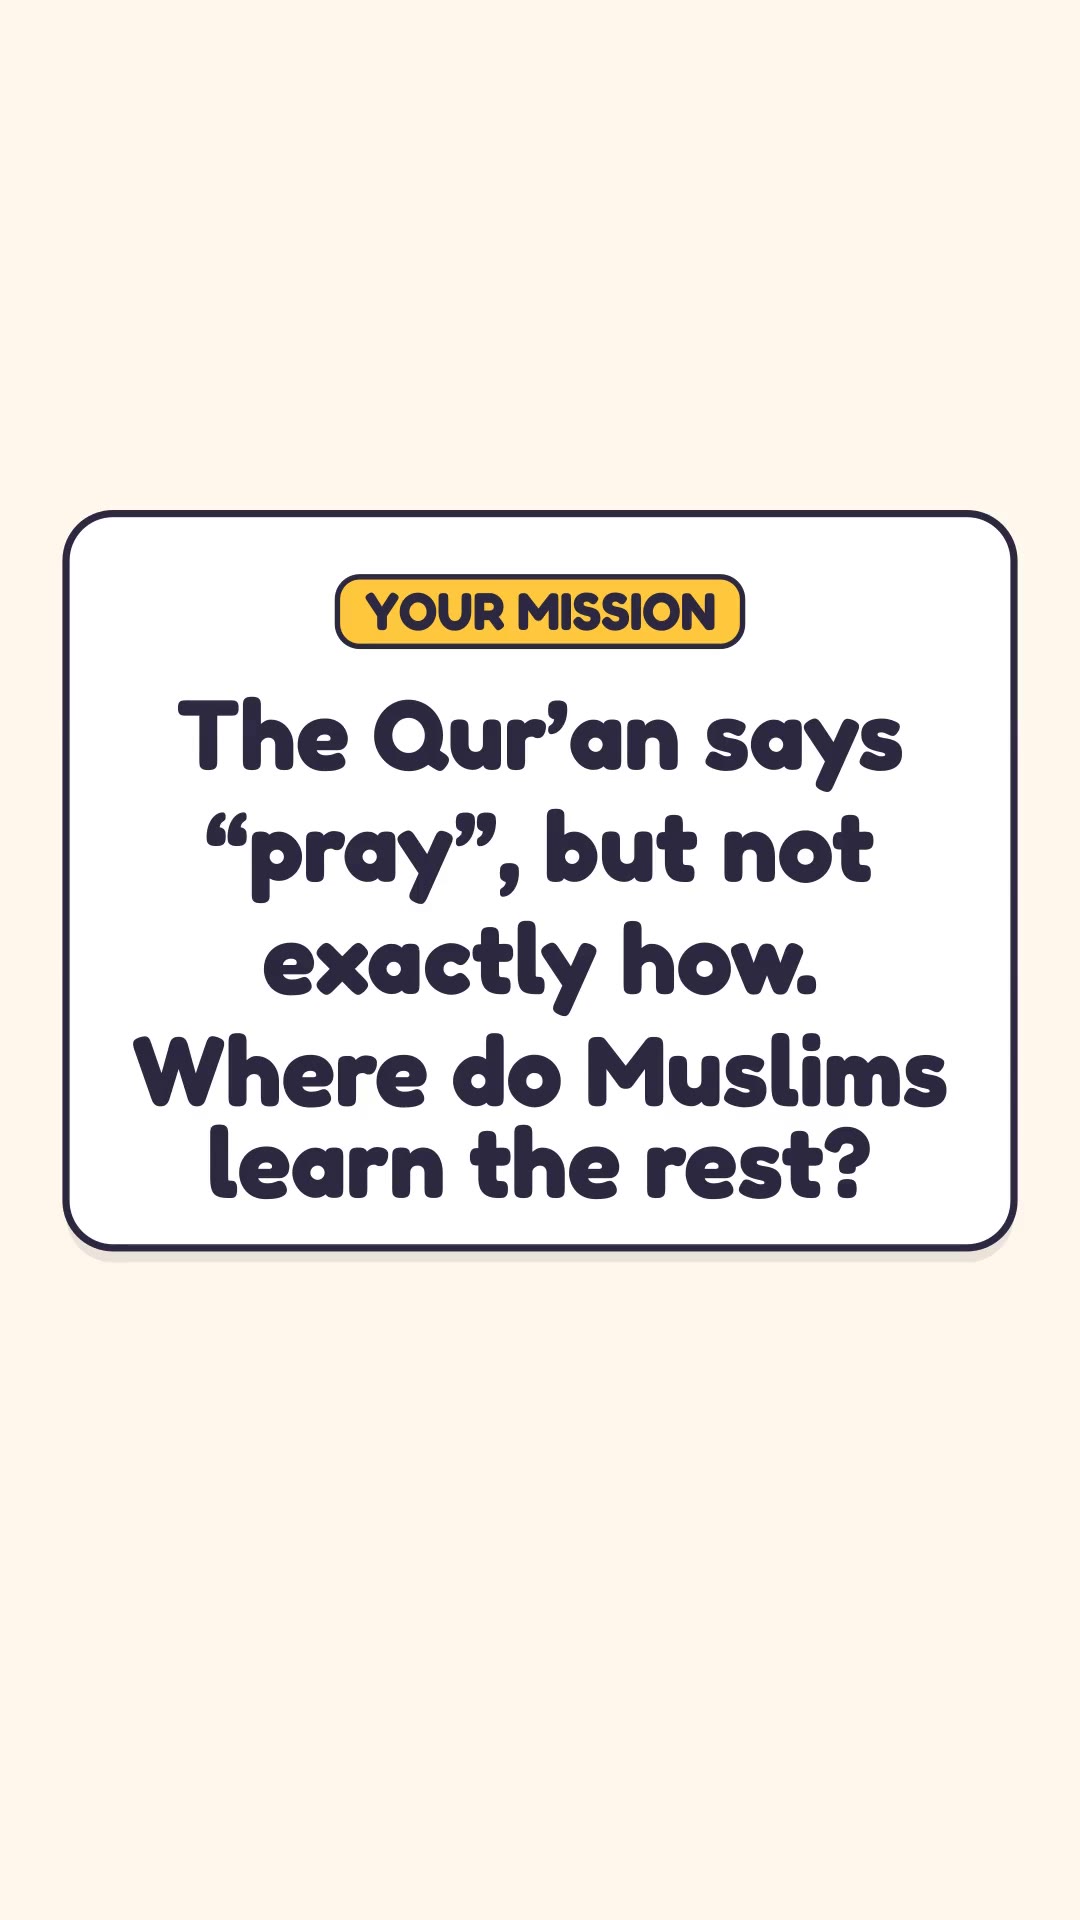 YOUR MISSION
The Qur’an says
“pray”, but not
exactly how.
Where do Muslims
learn the rest?